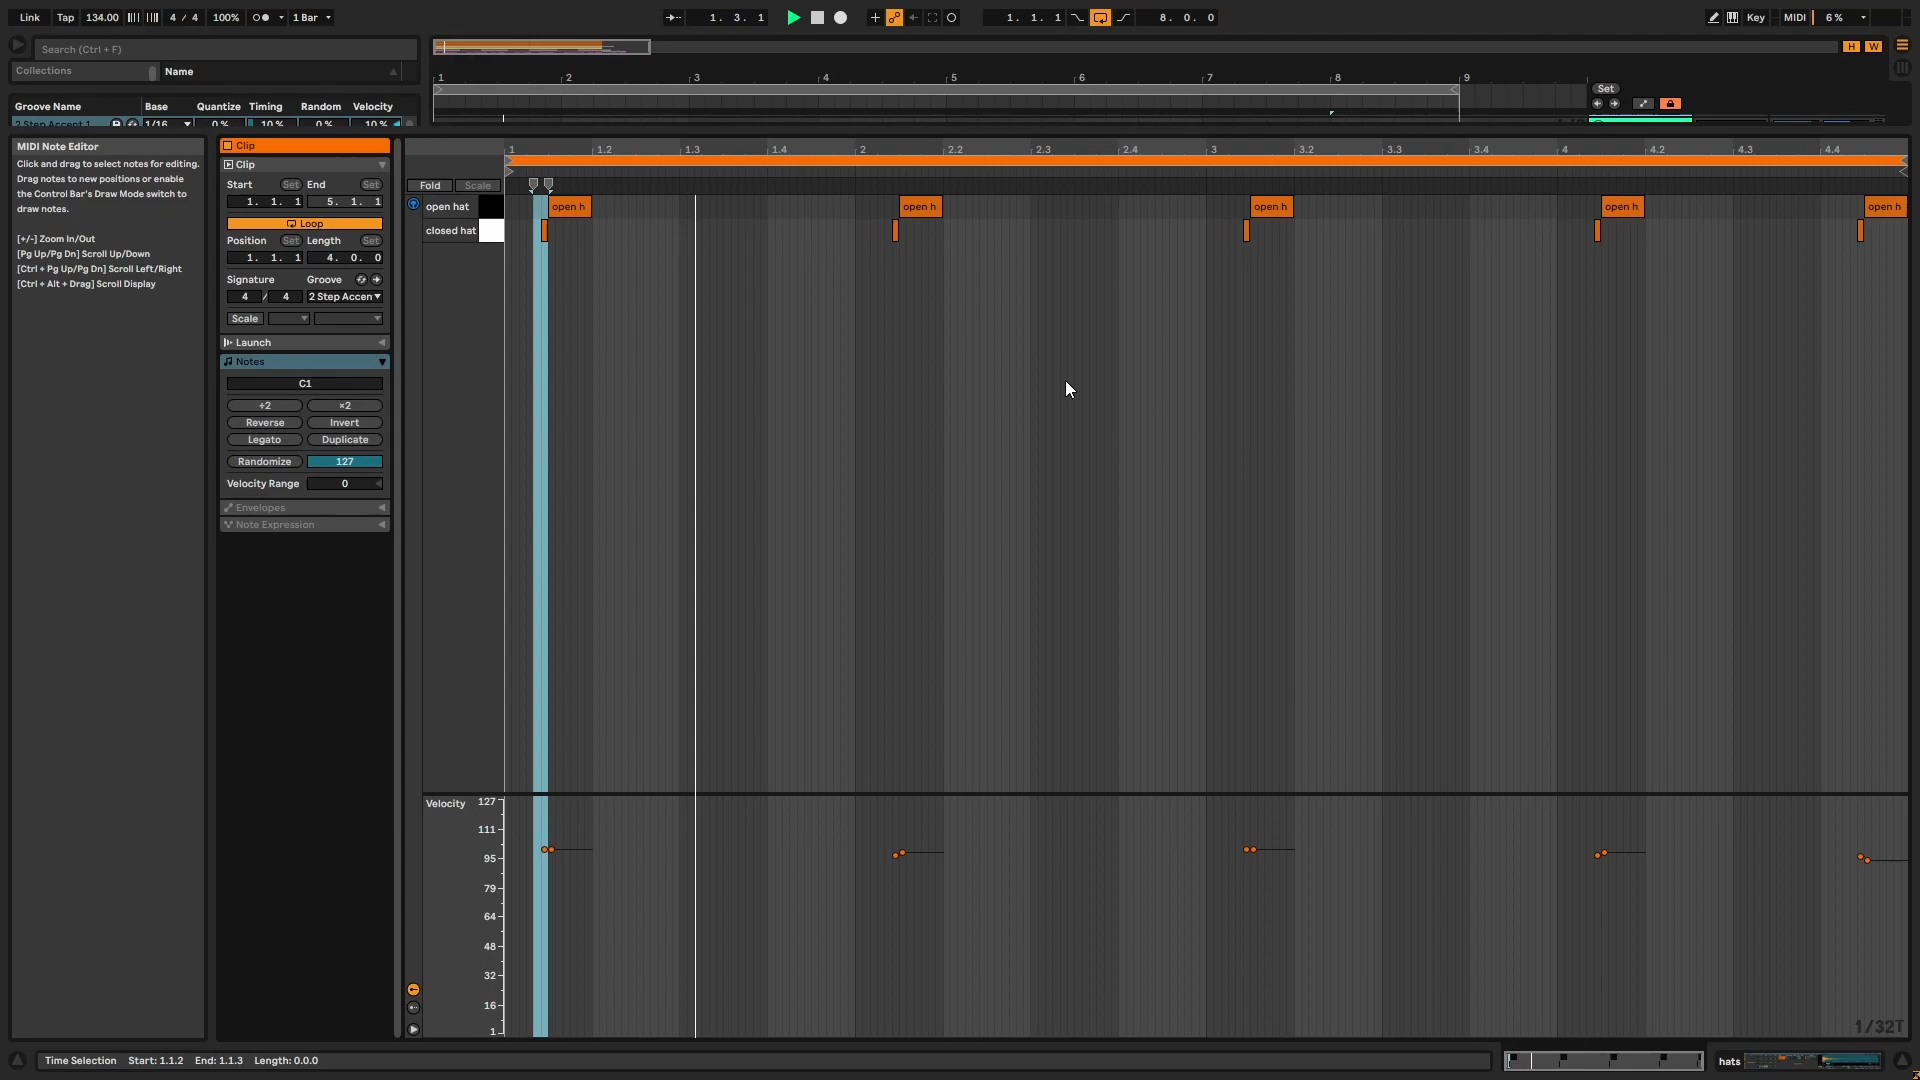 Link Tap 134.00 4 / 4 100% 1 Bar 1. 3. 1 1. 1. 1 8. 0. 0 Key MIDI 6 %
Search (Ctrl + F) H W
Collections Name
1 2 3 4 5 6 7 8 9
Set
Groove Name Base Quantize Timing Random Velocity
2 Step Accent 1 1/16 0 % 10 % 0 % 10 %
MIDI Note Editor
Click and drag to select notes for editing.
Drag notes to new positions or enable
the Control Bar's Draw Mode switch to
draw notes.
[+/-] Zoom In/Out
[Pg Up/Pg Dn] Scroll Up/Down
[Ctrl + Pg Up/Pg Dn] Scroll Left/Right
[Ctrl + Alt + Drag] Scroll Display
Clip
Clip
Start Set End Set
1. 1. 1 5. 1. 1
Loop
Position Set Length
1. 1. 1 4. 0. 0
Signature Groove
4 / 4 2 Step Accen
Scale
Launch
Notes
C1
÷2 ×2
Reverse Invert
Legato Duplicate
Randomize 127
Velocity Range 0
Envelopes
Note Expression
1 1.2 1.3 1.4 2 2.2 2.3 2.4 3 3.2 3.3 3.4 4 4.2 4.3 4.4
Fold Scale
open hat open h open h open h open h open h
closed hat
Velocity 127
111
95
79
64
48
32
16
1
1/32T
Time Selection Start: 1.1.2 End: 1.1.3 Length: 0.0.0
hats